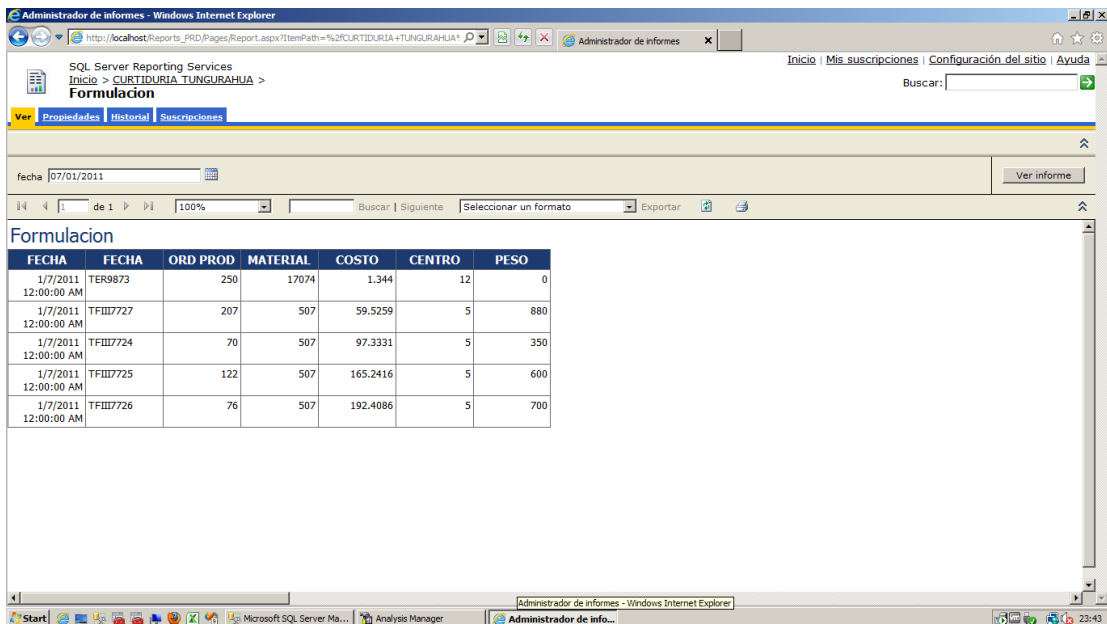 Administrador de informes - Windows Internet Explorer
http://localhost/Reports_PRD/Pages/Report.aspx?ItemPath=%2fCURTIDURIA+TUNGURAHUA
Administrador de informes
SQL Server Reporting Services
Inicio | Mis suscripciones | Configuración del sitio | Ayuda
Inicio > CURTIDURIA TUNGURAHUA >
Formulacion
Buscar:
Ver Propiedades Historial Suscripciones
fecha 07/01/2011 Ver informe
1 de 1 100% Buscar | Siguiente Seleccionar un formato Exportar
Formulacion
FECHA FECHA ORD PROD MATERIAL COSTO CENTRO PESO
1/7/2011 12:00:00 AM TER9873 250 17074 1.344 12 0
1/7/2011 12:00:00 AM TFIII7727 207 507 59.5259 5 880
1/7/2011 12:00:00 AM TFIII7724 70 507 97.3331 5 350
1/7/2011 12:00:00 AM TFIII7725 122 507 165.2416 5 600
1/7/2011 12:00:00 AM TFIII7726 76 507 192.4086 5 700
Administrador de informes - Windows Internet Explorer
Start Microsoft SQL Server Ma... Analysis Manager Administrador de info... 23:43